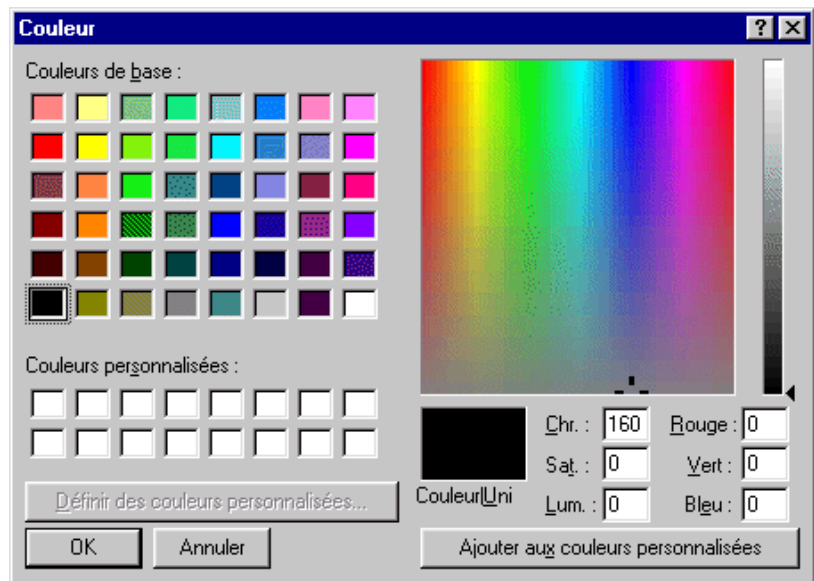 Couleur
Couleurs de base :
Couleurs personnalisées :
Définir des couleurs personnalisées...
OK Annuler
Couleur|Uni
Chr. : 160 Rouge : 0
Sat. : 0 Vert : 0
Lum. : 0 Bleu : 0
Ajouter aux couleurs personnalisées